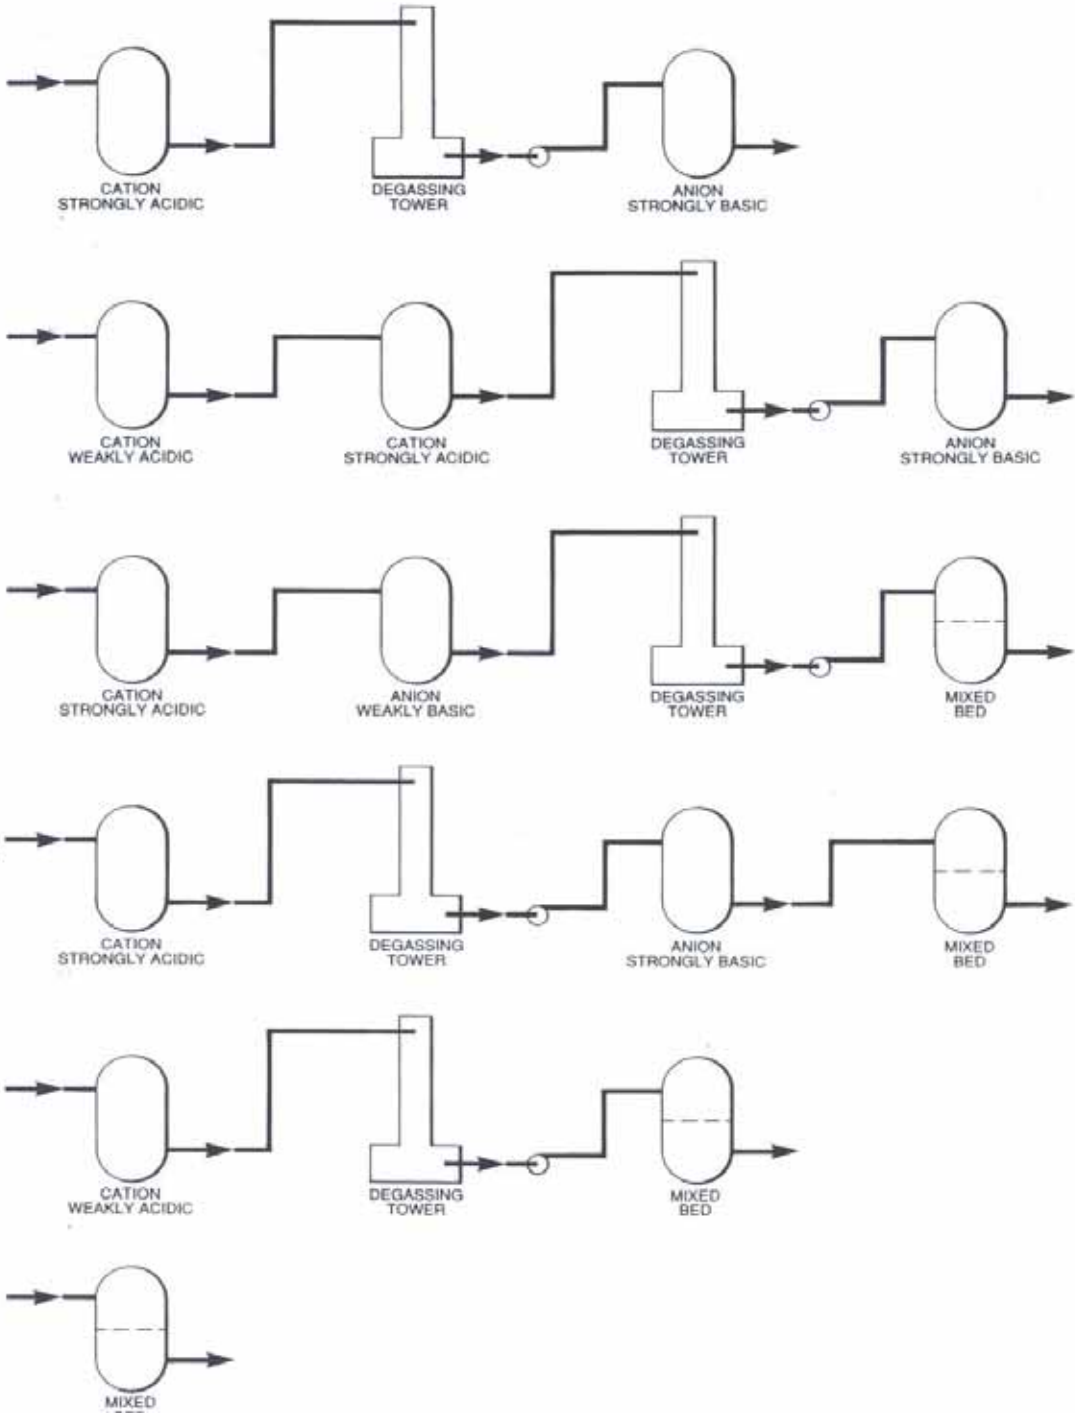 CATION
STRONGLY ACIDIC
DEGASSING
TOWER
ANION
STRONGLY BASIC
CATION
WEAKLY ACIDIC
CATION
STRONGLY ACIDIC
DEGASSING
TOWER
ANION
STRONGLY BASIC
CATION
STRONGLY ACIDIC
ANION
WEAKLY BASIC
DEGASSING
TOWER
MIXED
BED
CATION
STRONGLY ACIDIC
DEGASSING
TOWER
ANION
STRONGLY BASIC
MIXED
BED
CATION
WEAKLY ACIDIC
DEGASSING
TOWER
MIXED
BED
MIXED